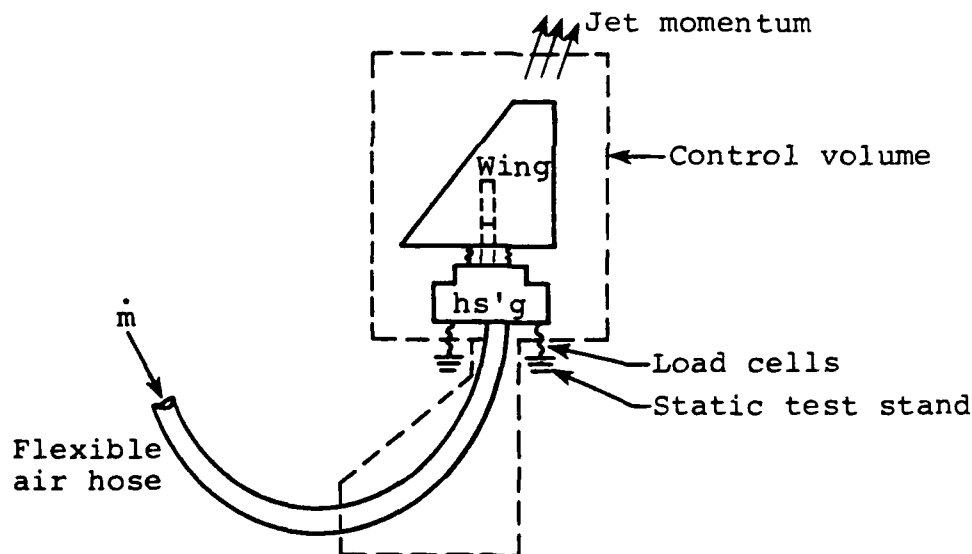 Jet momentum
Control volume
Wing
hs'g
ṁ
Load cells
Static test stand
Flexible
air hose